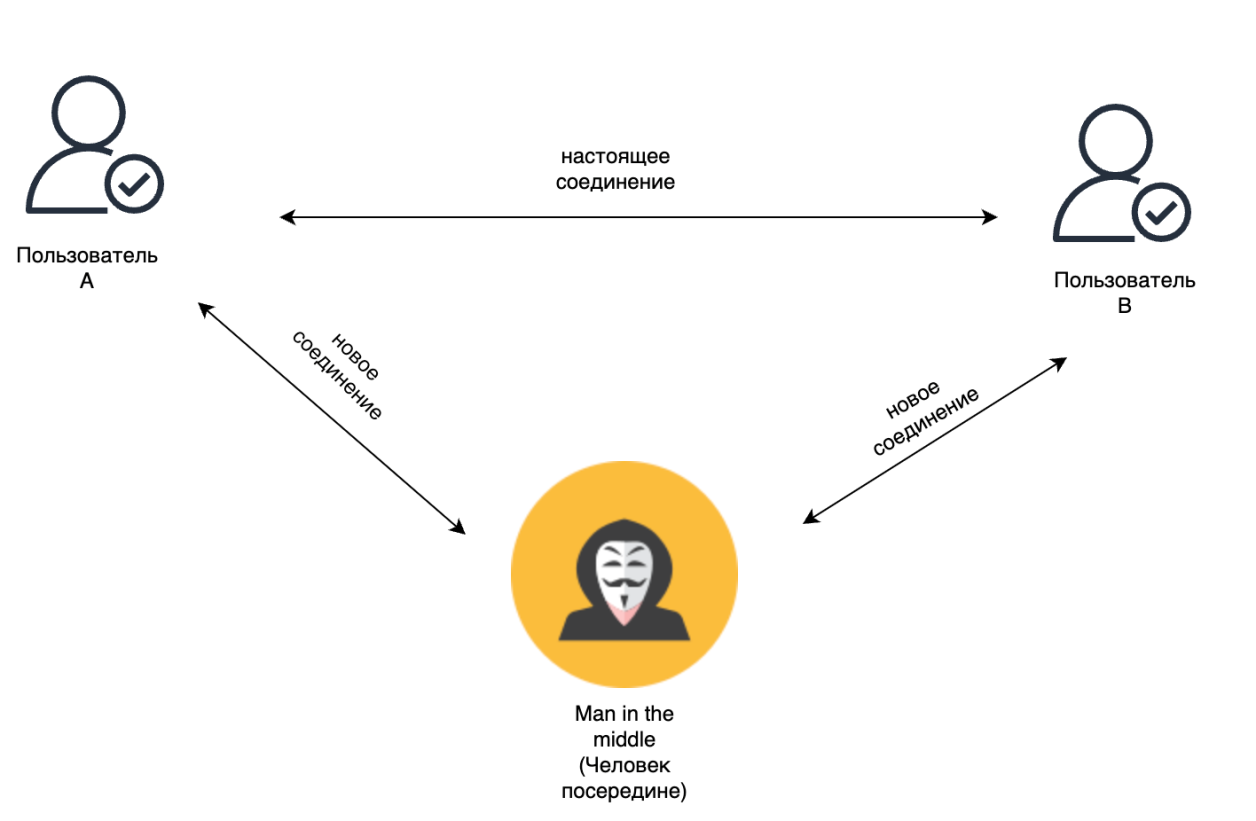 настоящее
соединение
Пользователь
A
Пользователь
B
новое
соединение
новое
соединение
Man in the
middle
(Человек
посередине)